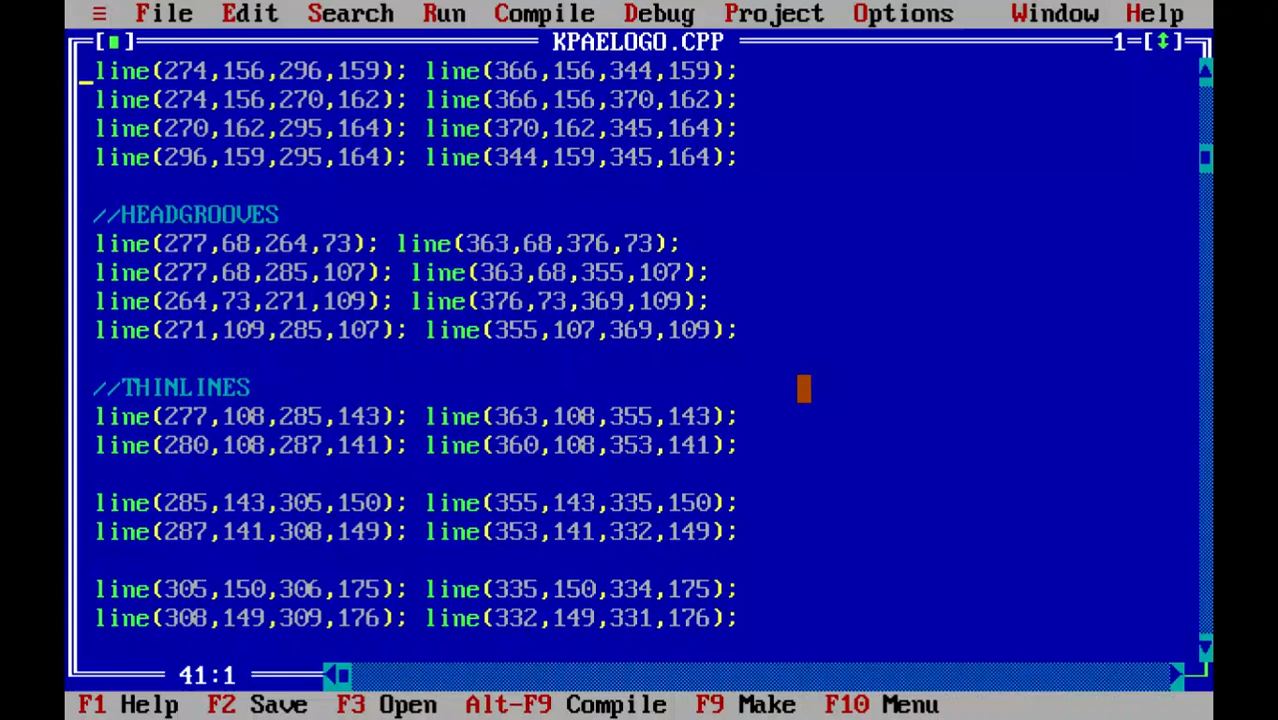 ≡ File Edit Search Run Compile Debug Project Options Window Help
[■] KPAELOGO.CPP 1=[↕]
line(274,156,296,159); line(366,156,344,159);
line(274,156,270,162); line(366,156,370,162);
line(270,162,295,164); line(370,162,345,164);
line(296,159,295,164); line(344,159,345,164);
//HEADGROOVES
line(277,68,264,73); line(363,68,376,73);
line(277,68,285,107); line(363,68,355,107);
line(264,73,271,109); line(376,73,369,109);
line(271,109,285,107); line(355,107,369,109);
//THINLINES
line(277,108,285,143); line(363,108,355,143);
line(280,108,287,141); line(360,108,353,141);
line(285,143,305,150); line(355,143,335,150);
line(287,141,308,149); line(353,141,332,149);
line(305,150,306,175); line(335,150,334,175);
line(308,149,309,176); line(332,149,331,176);
41:1
F1 Help F2 Save F3 Open Alt-F9 Compile F9 Make F10 Menu